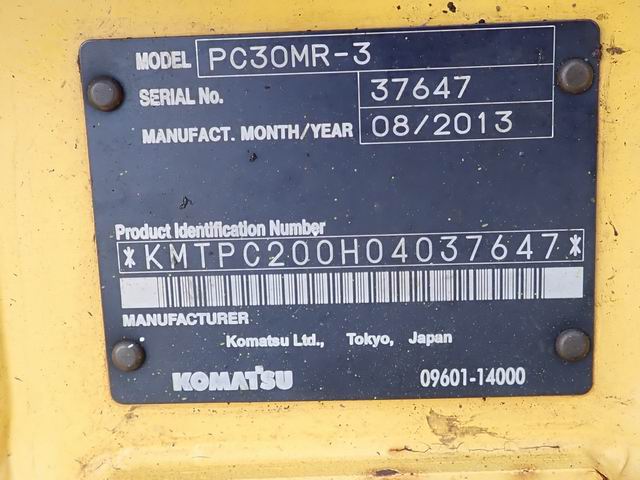 MODEL PC30MR-3
SERIAL No. 37647
MANUFACT. MONTH/YEAR 08/2013
Product Identification Number
*KMTPC200H04037647*
MANUFACTURER
Komatsu Ltd., Tokyo, Japan
KOMATSU 09601-14000